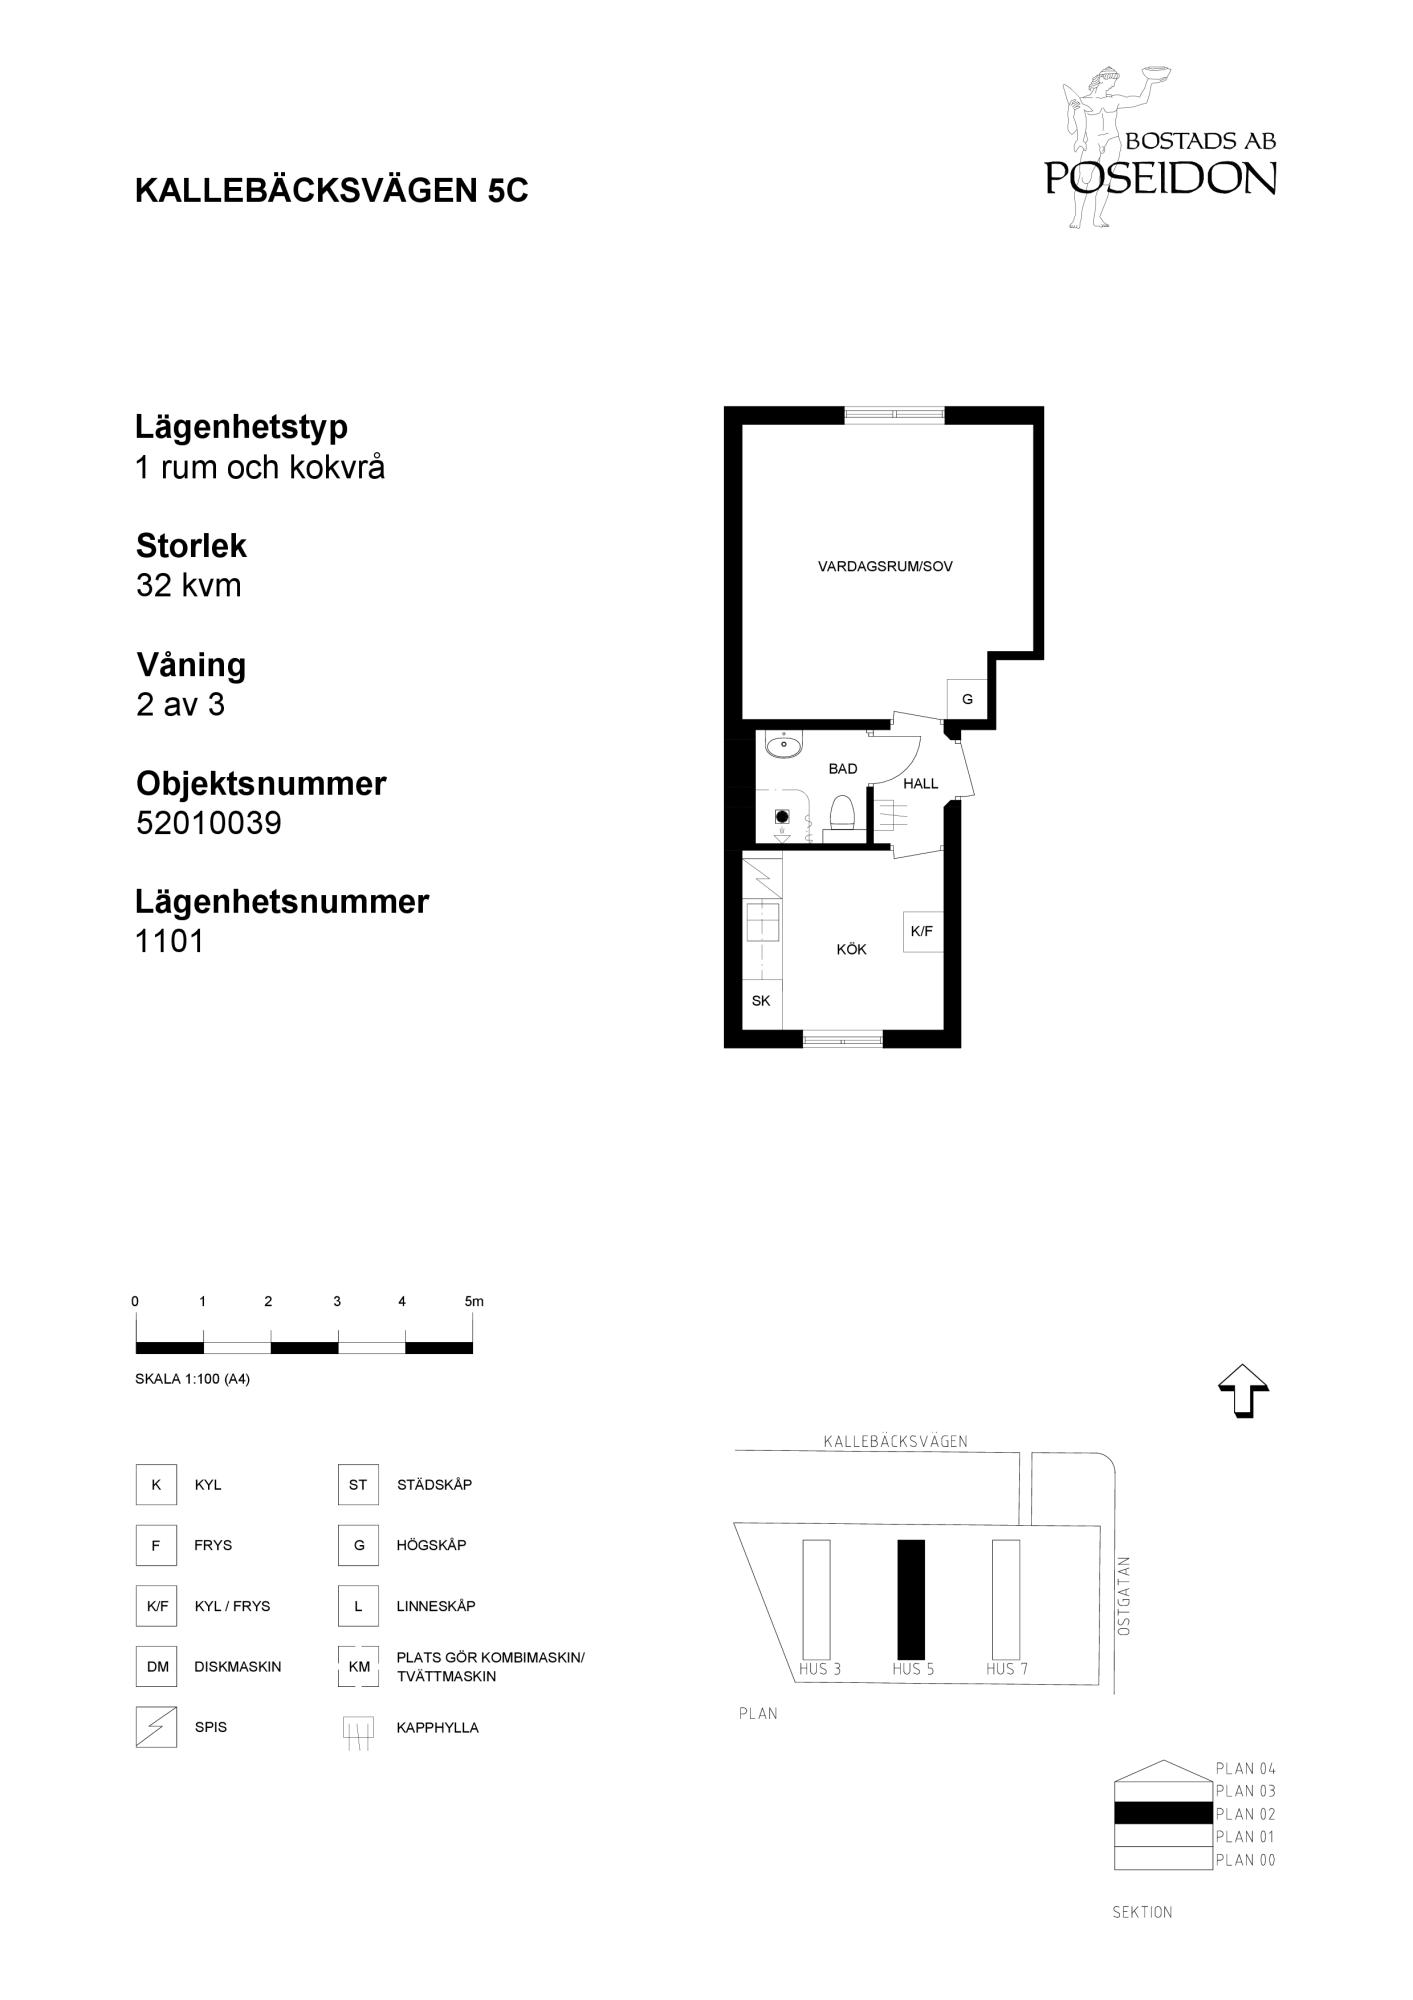 BOSTADS AB
POSEIDON
KALLEBÄCKSVÄGEN 5C
Lägenhetstyp
1 rum och kokvrå
Storlek
32 kvm
Våning
2 av 3
Objektsnummer
52010039
Lägenhetsnummer
1101
VARDAGSRUM/SOV
G
BAD
HALL
K/F
KÖK
SK
0 1 2 3 4 5m
SKALA 1:100 (A4)
K KYL
F FRYS
K/F KYL / FRYS
DM DISKMASKIN
SPIS
ST STÄDSKÅP
G HÖGSKÅP
L LINNESKÅP
KM PLATS GÖR KOMBIMASKIN/
TVÄTTMASKIN
KAPPHYLLA
KALLEBÄCKSVÄGEN
OSTGATAN
HUS 3 HUS 5 HUS 7
PLAN
PLAN 04
PLAN 03
PLAN 02
PLAN 01
PLAN 00
SEKTION